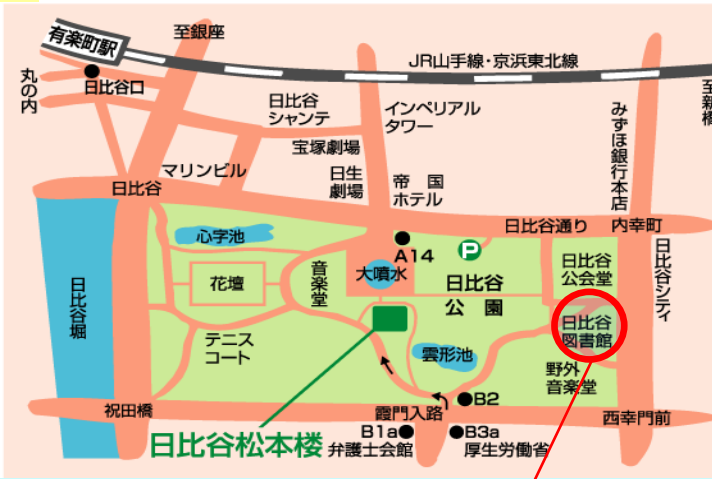 有楽町駅
至銀座
JR山手線・京浜東北線
丸の内
日比谷口
至新橋
日比谷
シャンテ
インペリアル
タワー
みずほ銀行本店
宝塚劇場
マリンビル
日生
劇場
帝国
ホテル
日比谷
日比谷通り
内幸町
心字池
A14
P
日比谷シティ
日比谷
公会堂
大噴水
音楽堂
花壇
日比谷
公園
日比谷堀
日比谷
図書館
テニス
コート
雲形池
野外
音楽堂
B2
祝田橋
霞門入路
西幸門前
日比谷松本楼
B1a
弁護士会館
B3a
厚生労働省